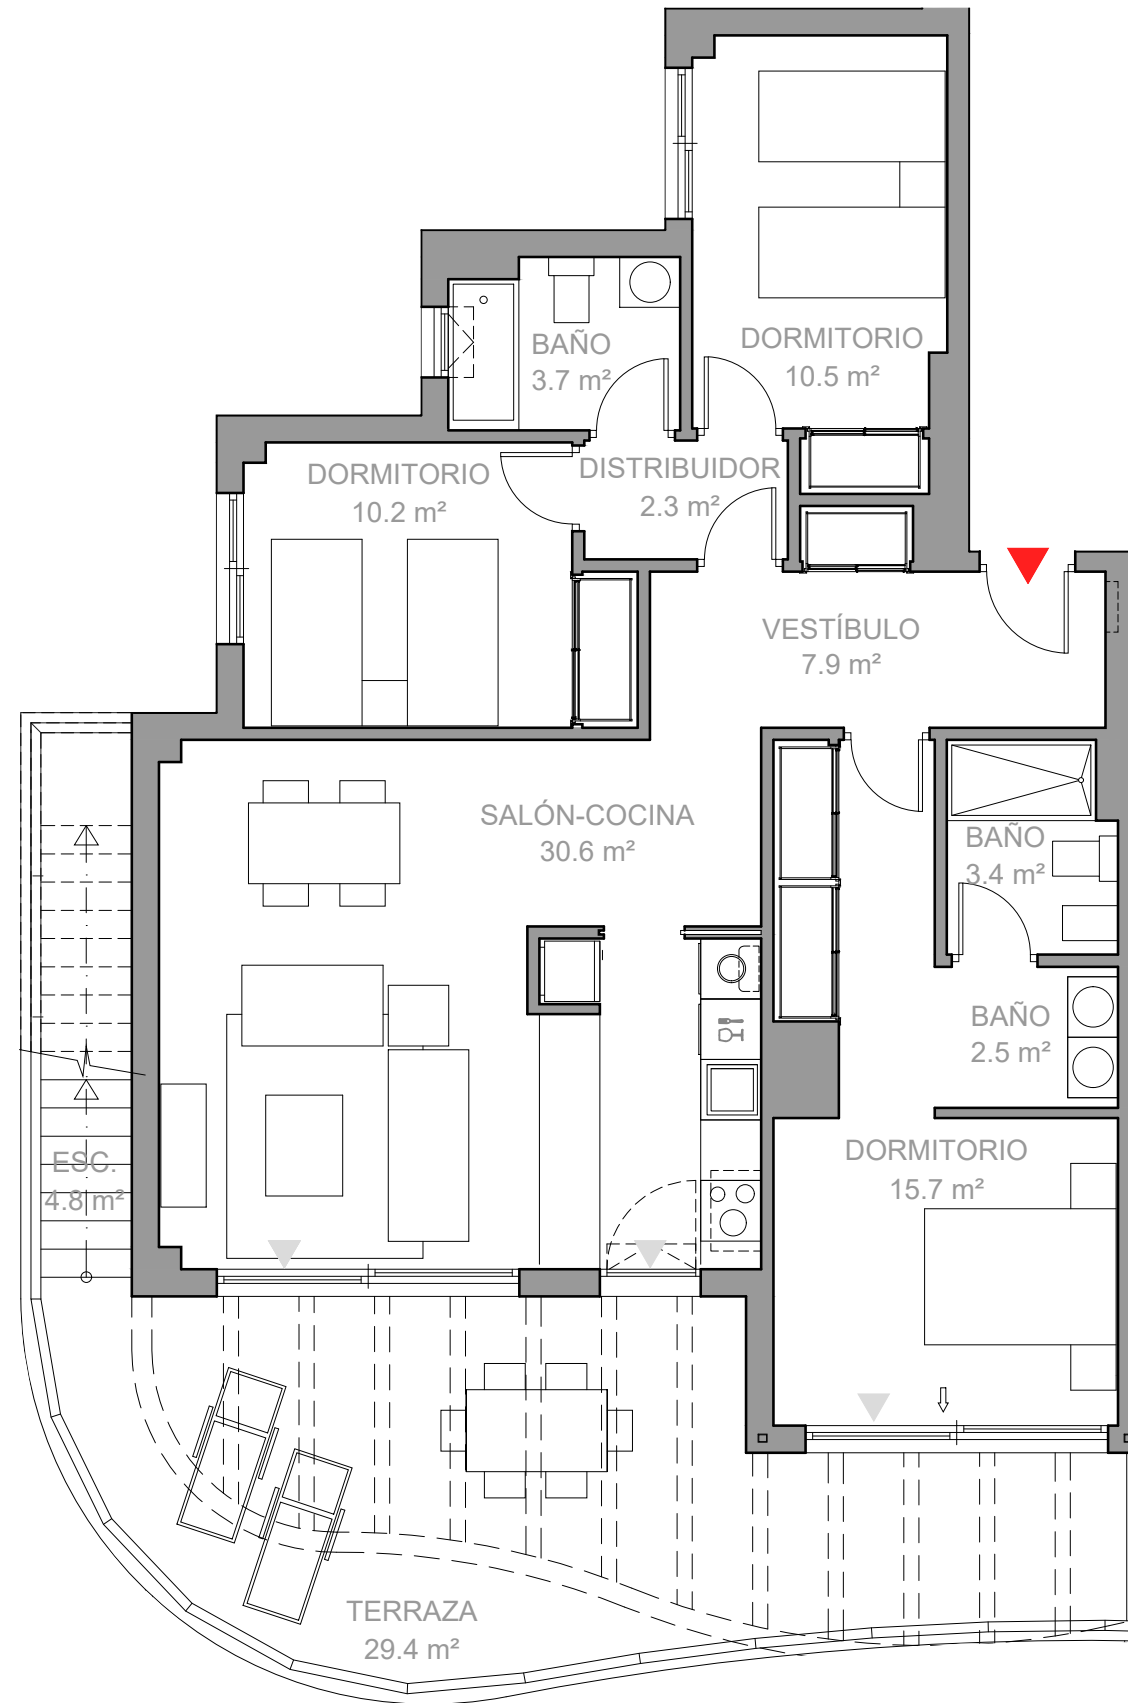 BAÑO
3.7 m²
DORMITORIO
10.5 m²
DORMITORIO
10.2 m²
DISTRIBUIDOR
2.3 m²
VESTÍBULO
7.9 m²
SALÓN-COCINA
30.6 m²
BAÑO
3.4 m²
BAÑO
2.5 m²
ESC.
4.8 m²
DORMITORIO
15.7 m²
TERRAZA
29.4 m²